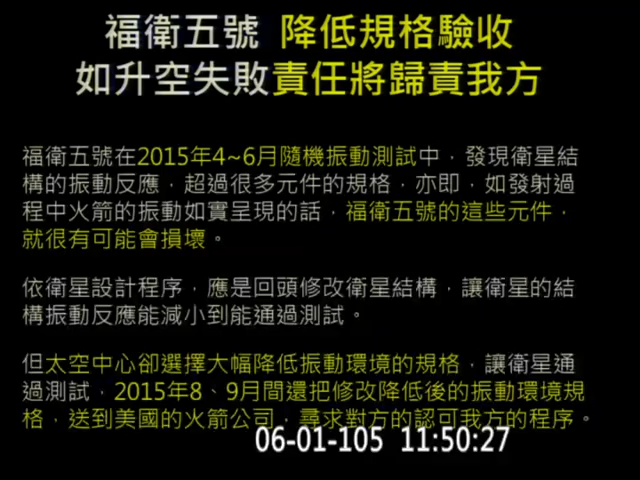 福衛五號 降低規格驗收
如升空失敗責任將歸責我方
福衛五號在2015年4~6月隨機振動測試中，發現衛星結
構的振動反應，超過很多元件的規格，亦即，如發射過
程中火箭的振動如實呈現的話，福衛五號的這些元件，
就很有可能會損壞。
依衛星設計程序，應是回頭修改衛星結構，讓衛星的結
構振動反應能減小到能通過測試。
但太空中心卻選擇大幅降低振動環境的規格，讓衛星通
過測試，2015年8、9月間還把修改降低後的振動環境規
格，送到美國的火箭公司，尋求對方的認可我方的程序。
06-01-105 11:50:27